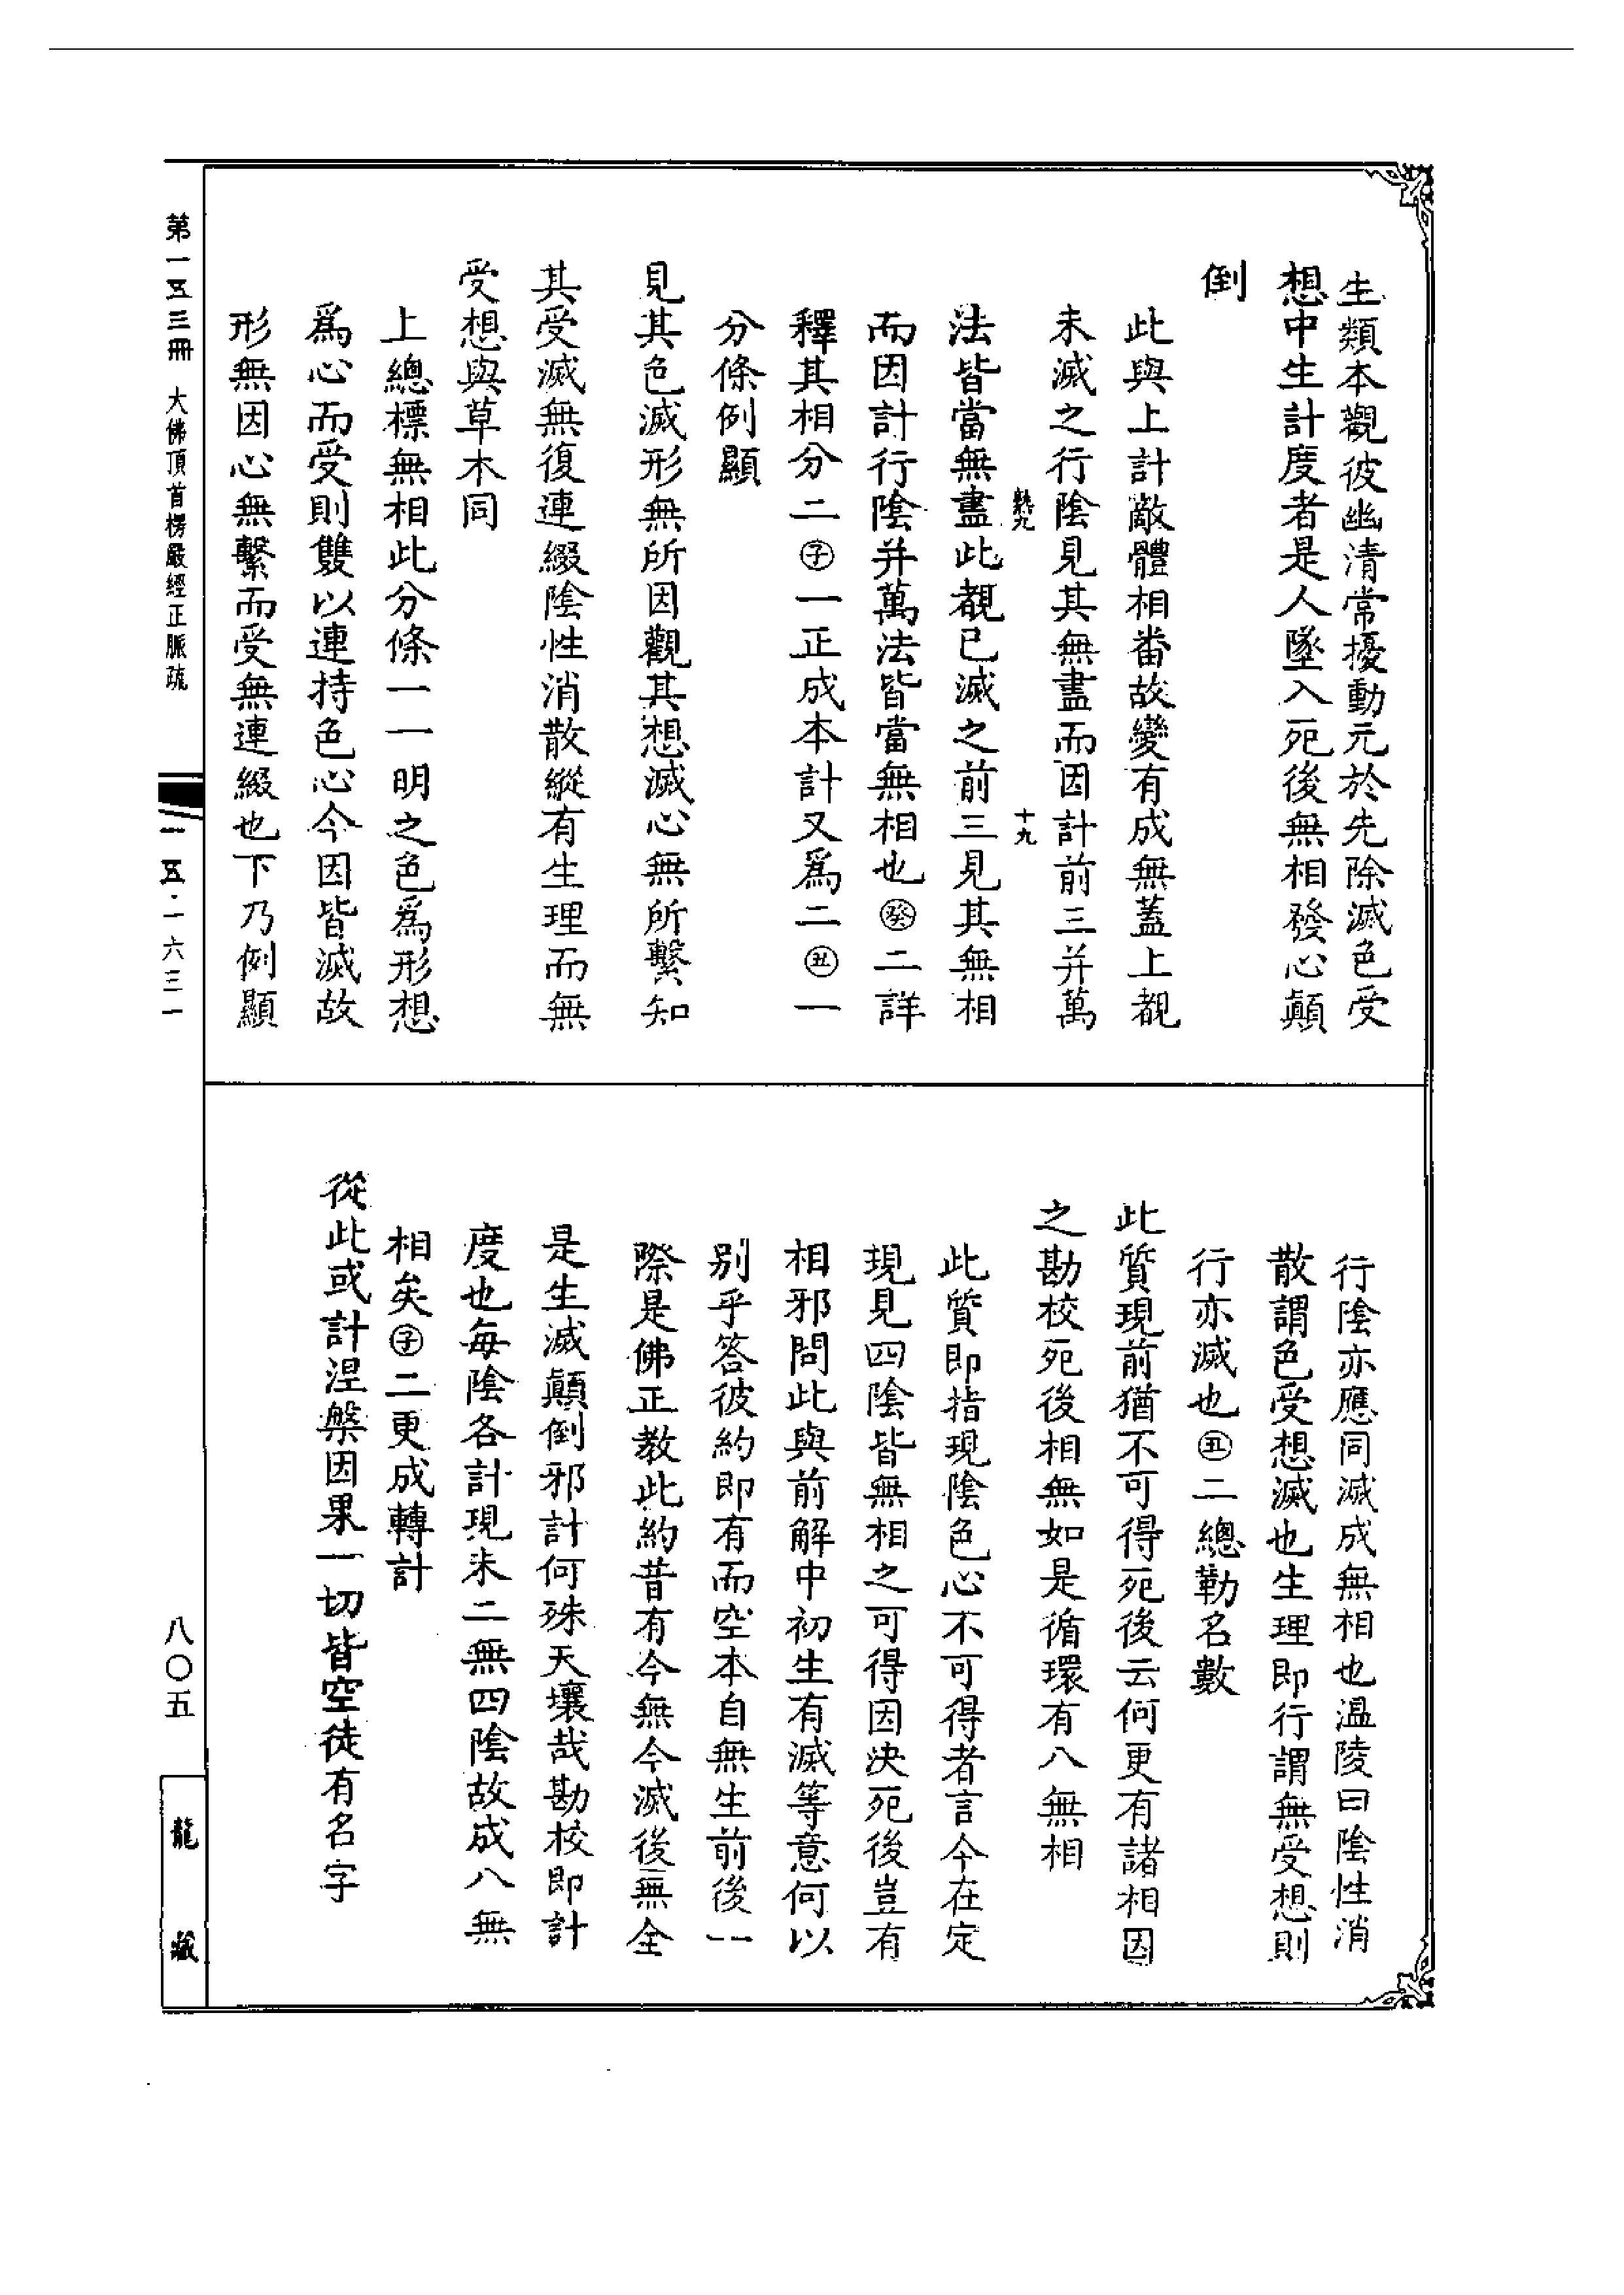 生類本觀彼幽清常擾動元於先除滅色受
想中生計度者是人墜入死後無相發心顛
倒
此與上計敵體相畨故變有成無蓋上覩
未滅之行陰見其無盡而因計前三并萬
十九
法皆當無盡此覩已滅之前三見其無相
而因計行陰并萬法皆當無相也㊉癸二詳
釋其相分二㊉子一正成本計又爲二㊉丑一
分條例顯
見其色滅形無所因觀其想滅心無所繫知
其受滅無復連綴陰性消散縱有生理而無
受想與草木同
上總標無相此分條一一明之色爲形想
爲心而受則雙以連持色心今因皆滅故
形無因心無繫而受無連綴也下乃例顯
行陰亦應同滅成無相也温陵曰陰性消
散謂色受想滅也生理即行謂無受想則
行亦滅也㊉丑二總勒名數
此質現前猶不可得死後云何更有諸相因
之勘校死後相無如是循環有八無相
此質即指現陰色心不可得者言今在定
現見四陰皆無相之可得因決死後豈有
相邪問此與前解中初生有滅等意何以
别乎答彼約即有而空本自無生前後一
際是佛正教此約昔有今無今滅後無全
是生滅顛倒邪計何殊天壤哉勘校即計
度也每陰各計現未二無四陰故成八無
相矣㊉子二更成轉計
從此或計涅槃因果一切皆空徒有名字
第一五三冊 大佛頂首楞嚴經正脈疏
一五·一六三一
八〇五
龍藏